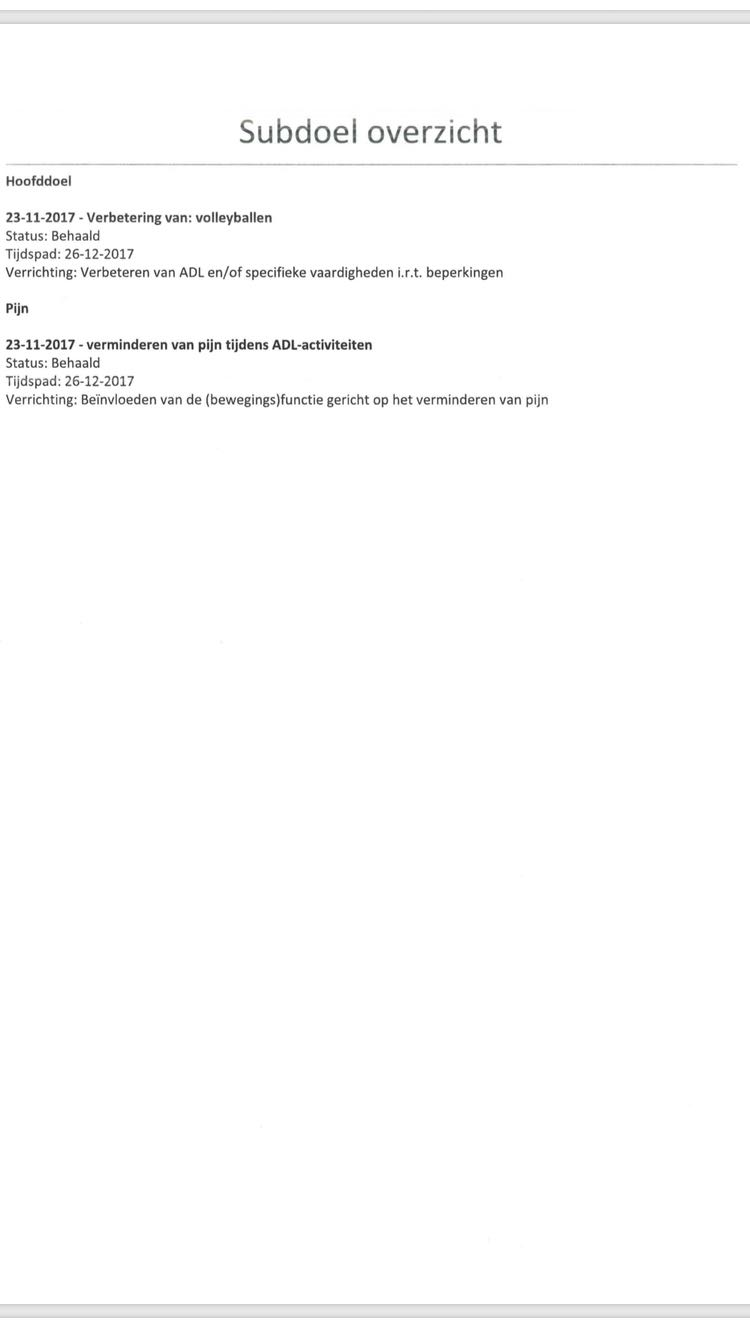 Subdoel overzicht
Hoofddoel
23-11-2017 - Verbetering van: volleyballen
Status: Behaald
Tijdspad: 26-12-2017
Verrichting: Verbeteren van ADL en/of specifieke vaardigheden i.r.t. beperkingen
Pijn
23-11-2017 - verminderen van pijn tijdens ADL-activiteiten
Status: Behaald
Tijdspad: 26-12-2017
Verrichting: Beïnvloeden van de (bewegings)functie gericht op het verminderen van pijn